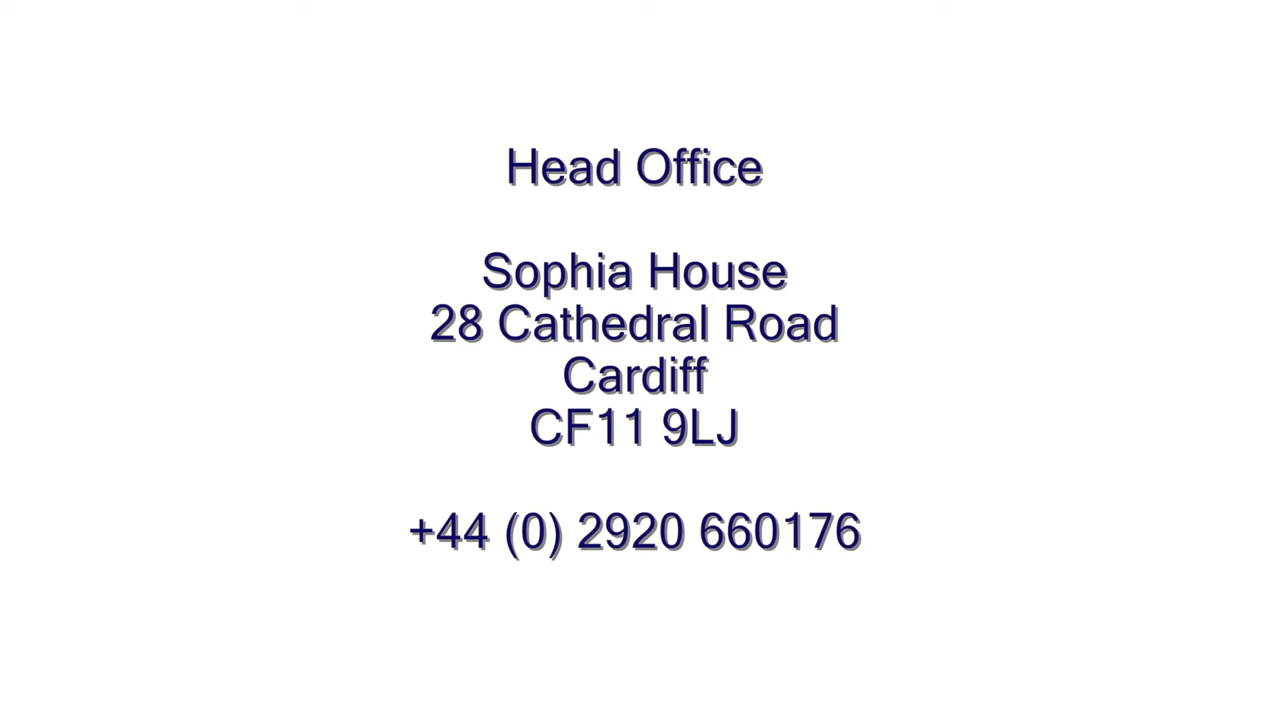 Head Office
Sophia House
28 Cathedral Road
Cardiff
CF11 9LJ
+44 (0) 2920 660176